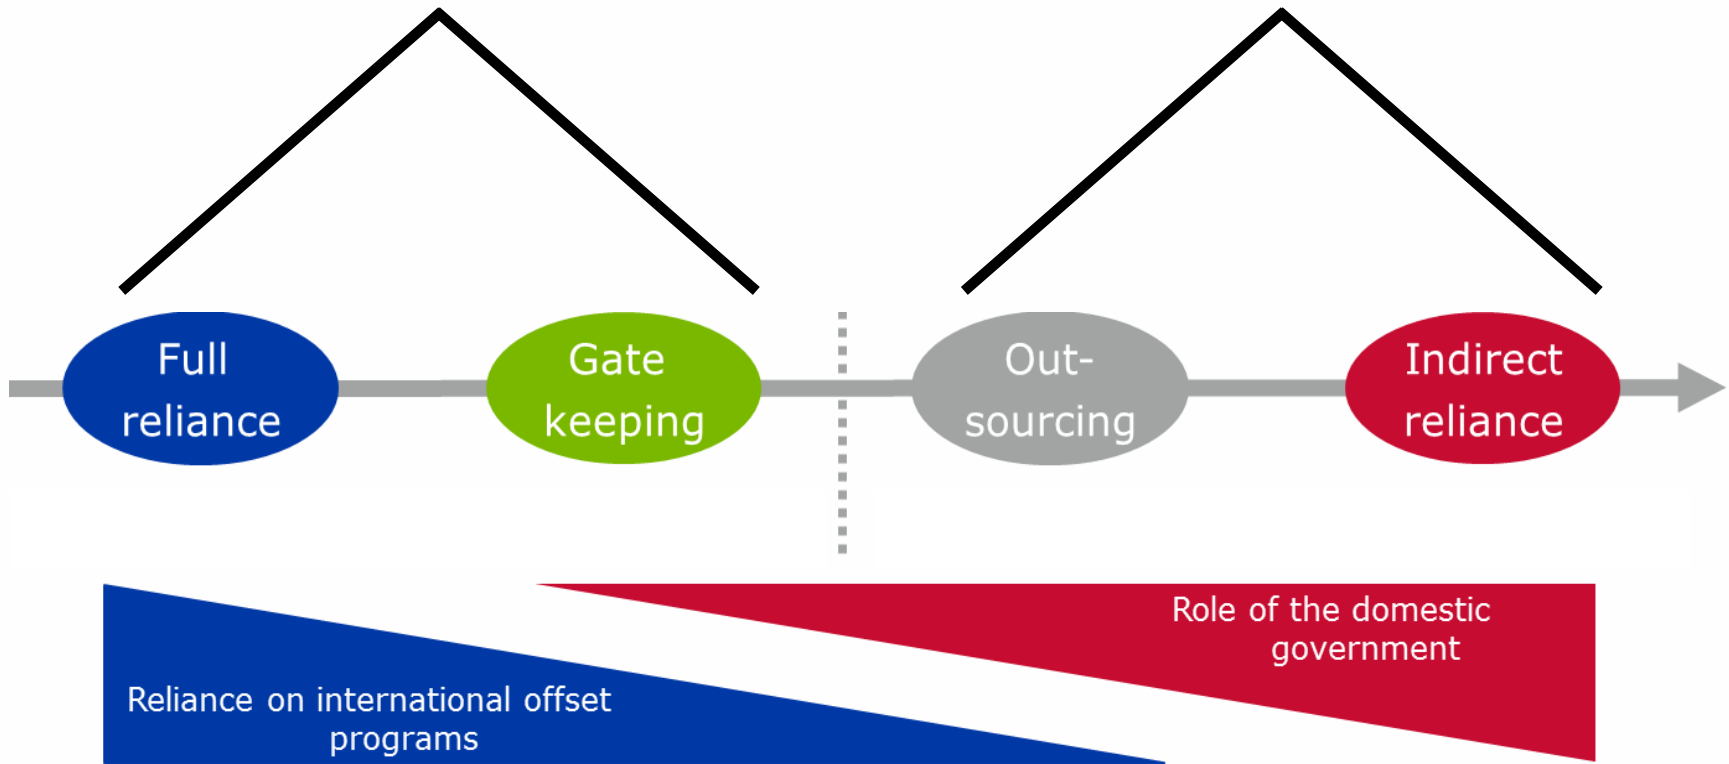 Full
reliance
Gate
keeping
Out-
sourcing
Indirect
reliance
Role of the domestic
government
Reliance on international offset
programs